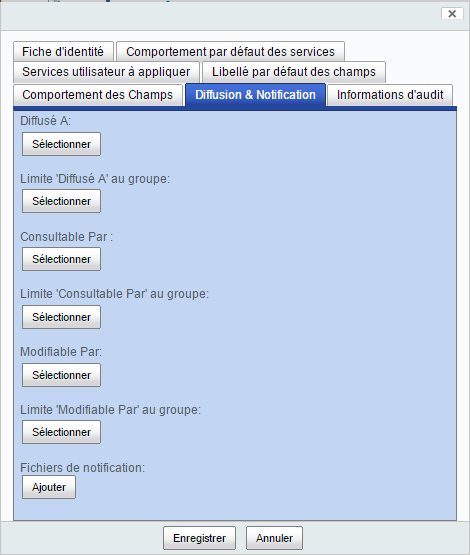 Fiche d'identité Comportement par défaut des services
Services utilisateur à appliquer Libellé par défaut des champs
Comportement des Champs Diffusion & Notification Informations d'audit
Diffusé A:
Sélectionner
Limite 'Diffusé A' au groupe:
Sélectionner
Consultable Par :
Sélectionner
Limite 'Consultable Par' au groupe:
Sélectionner
Modifiable Par:
Sélectionner
Limite 'Modifiable Par' au groupe:
Sélectionner
Fichiers de notification:
Ajouter
Enregistrer Annuler